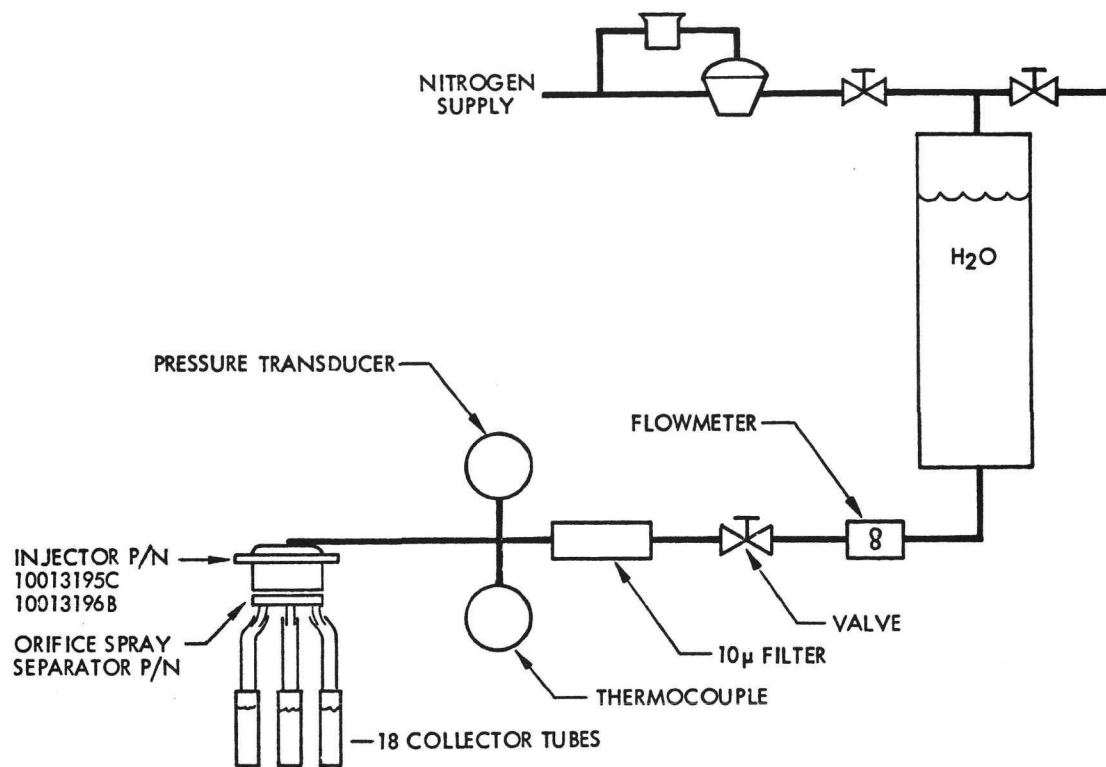 NITROGEN
SUPPLY
H2O
PRESSURE TRANSDUCER
FLOWMETER
INJECTOR P/N
10013195C
10013196B
ORIFICE SPRAY
SEPARATOR P/N
VALVE
10μ FILTER
THERMOCOUPLE
18 COLLECTOR TUBES